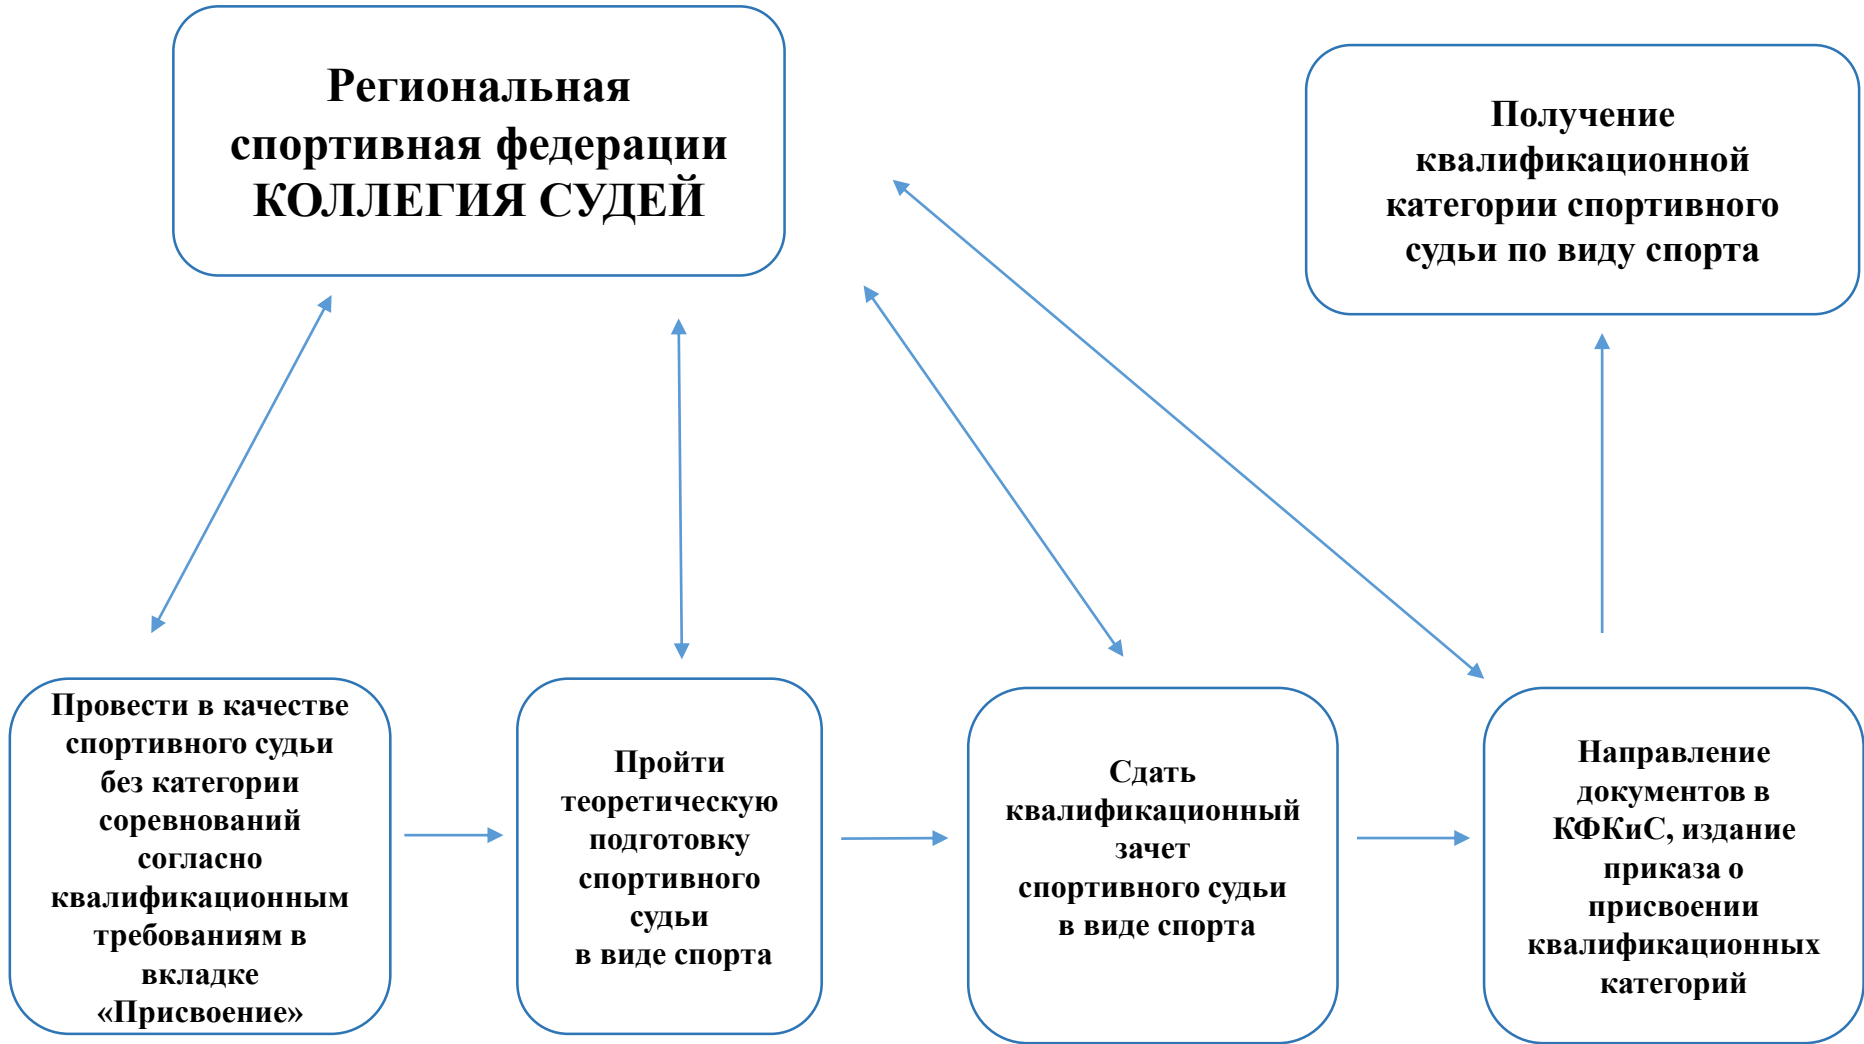 Региональная
спортивная федерации
КОЛЛЕГИЯ СУДЕЙ
Получение
квалификационной
категории спортивного
судьи по виду спорта
Провести в качестве
спортивного судьи
без категории
соревнований
согласно
квалификационным
требованиям в
вкладке
«Присвоение»
Пройти
теоретическую
подготовку
спортивного
судьи
в виде спорта
Сдать
квалификационный
зачет
спортивного судьи
в виде спорта
Направление
документов в
КФКиС, издание
приказа о
присвоении
квалификационных
категорий